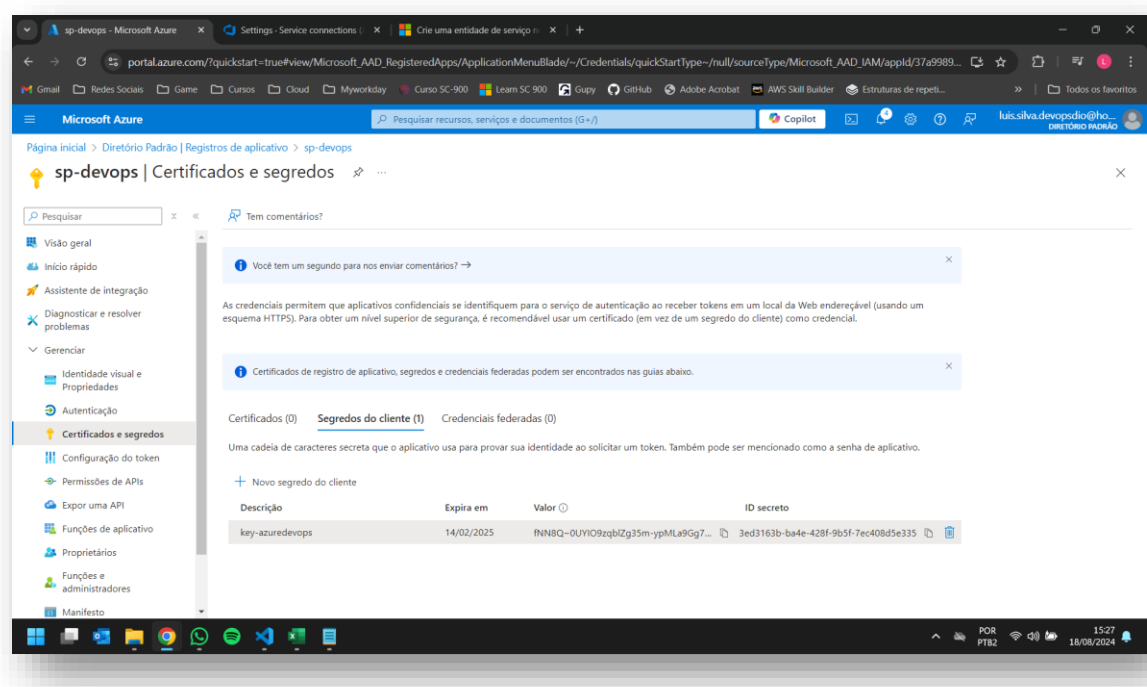 sp-devops - Microsoft Azure
Settings - Service connections (
Crie uma entidade de serviço n
portal.azure.com/?quickstart=true#view/Microsoft_AAD_RegisteredApps/ApplicationMenuBlade/~/Credentials/quickStartType~/null/sourceType/Microsoft_AAD_IAM/appId/37a9989...
Gmail Redes Sociais Game Cursos Cloud Myworkday Curso SC-900 Learn SC 900 Gupy GitHub Adobe Acrobat AWS Skill Builder Estruturas de repeti... » Todos os favoritos
Microsoft Azure
Pesquisar recursos, serviços e documentos (G+/)
Copilot
4
luis.silva.devopsdio@ho...
DIRETÓRIO PADRÃO
Página inicial > Diretório Padrão | Registros de aplicativo > sp-devops
sp-devops | Certificados e segredos
Pesquisar
Tem comentários?
Visão geral
Início rápido
Assistente de integração
Diagnosticar e resolver
problemas
Gerenciar
Identidade visual e
Propriedades
Autenticação
Certificados e segredos
Configuração do token
Permissões de APIs
Expor uma API
Funções de aplicativo
Proprietários
Funções e
administradores
Manifesto
Você tem um segundo para nos enviar comentários? →
As credenciais permitem que aplicativos confidenciais se identifiquem para o serviço de autenticação ao receber tokens em um local da Web endereçável (usando um
esquema HTTPS). Para obter um nível superior de segurança, é recomendável usar um certificado (em vez de um segredo do cliente) como credencial.
Certificados de registro de aplicativo, segredos e credenciais federadas podem ser encontrados nas guias abaixo.
Certificados (0) Segredos do cliente (1) Credenciais federadas (0)
Uma cadeia de caracteres secreta que o aplicativo usa para provar sua identidade ao solicitar um token. Também pode ser mencionado como a senha de aplicativo.
+ Novo segredo do cliente
Descrição Expira em Valor ID secreto
key-azuredevops 14/02/2025 fNN8Q~0UYIO9zqblZg35m-ypMLa9Gg7... 3ed3163b-ba4e-428f-9b5f-7ec408d5e335
POR
PTB2
15:27
18/08/2024